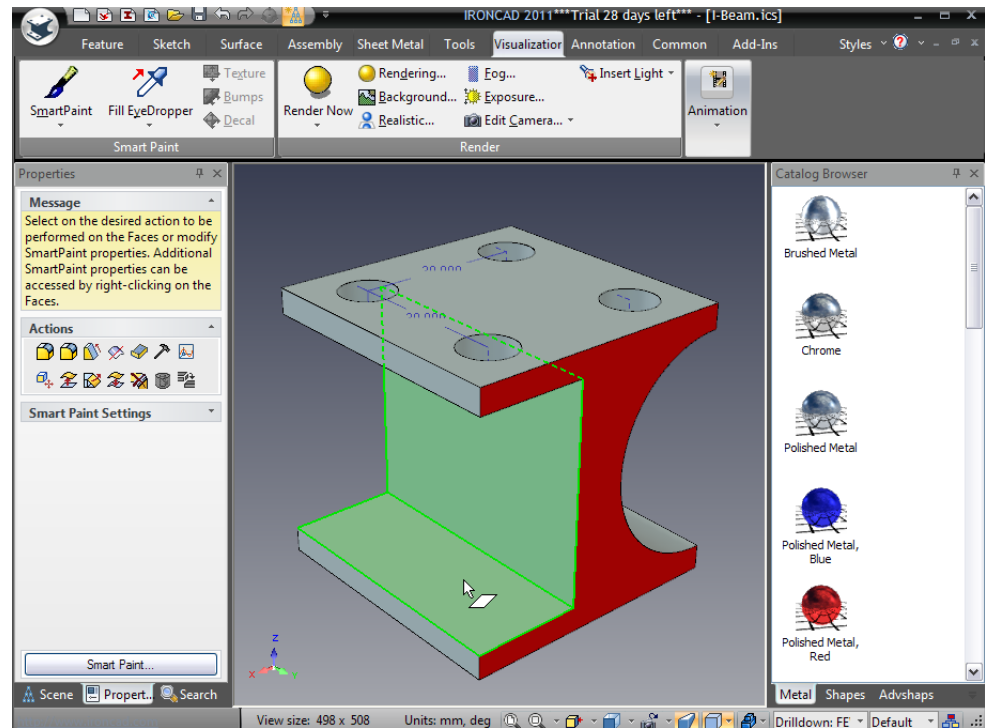 IRONCAD 2011***Trial 28 days left*** - [I-Beam.ics]
Feature Sketch Surface Assembly Sheet Metal Tools Visualization Annotation Common Add-Ins Styles
SmartPaint
Fill EyeDropper
Texture
Bumps
Decal
Smart Paint
Render Now
Rendering...
Background...
Realistic...
Fog...
Exposure...
Edit Camera...
Insert Light
Render
Animation
Properties
Message
Select on the desired action to be
performed on the Faces or modify
SmartPaint properties. Additional
SmartPaint properties can be
accessed by right-clicking on the
Faces.
Actions
Smart Paint Settings
Smart Paint...
Scene Propert... Search
20.000
20.000
Z
X
Y
Catalog Browser
Brushed Metal
Chrome
Polished Metal
Polished Metal,
Blue
Polished Metal,
Red
Metal Shapes Advshaps
View size: 498 x 508 Units: mm, deg Drilldown: FE Default